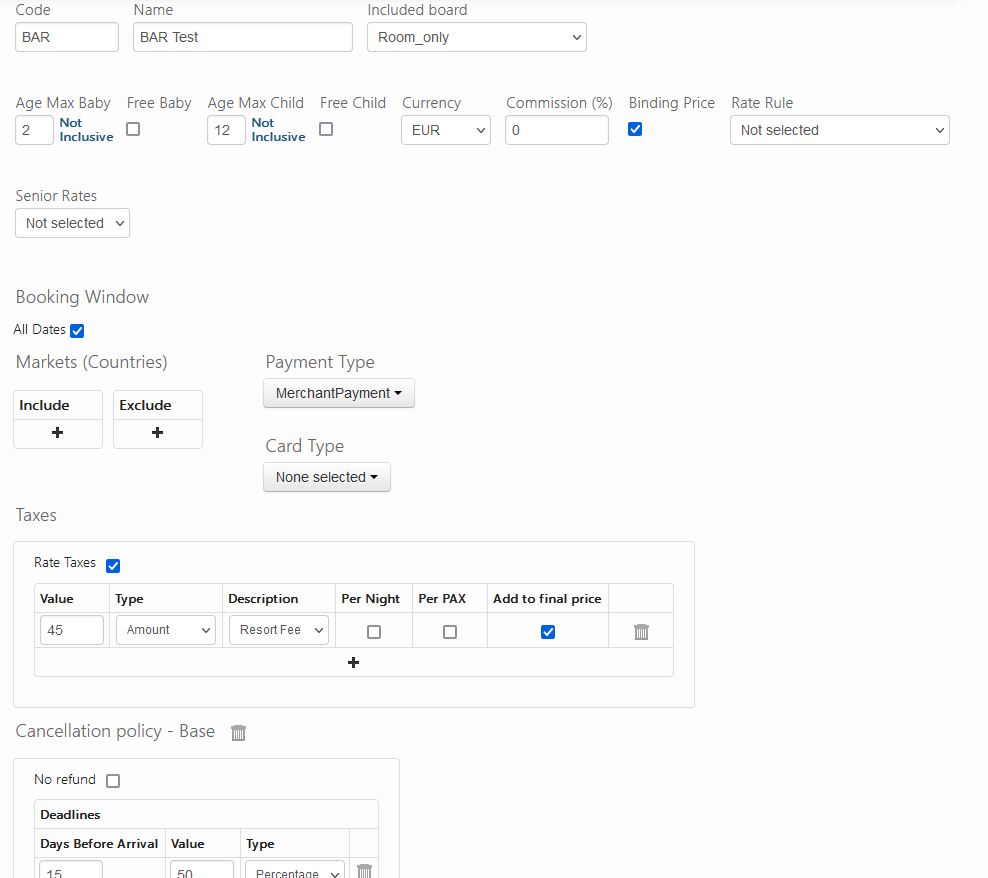 Code Name Included board
BAR BAR Test Room_only
Age Max Baby Free Baby Age Max Child Free Child Currency Commission (%) Binding Price Rate Rule
2 Not Inclusive 12 Not Inclusive EUR 0 Not selected
Senior Rates
Not selected
Booking Window
All Dates
Markets (Countries) Payment Type
MerchantPayment
Include Exclude
+ +
Card Type
None selected
Taxes
Rate Taxes
Value Type Description Per Night Per PAX Add to final price
45 Amount Resort Fee
+
Cancellation policy - Base
No refund
Deadlines
Days Before Arrival Value Type
15 50 Percentage